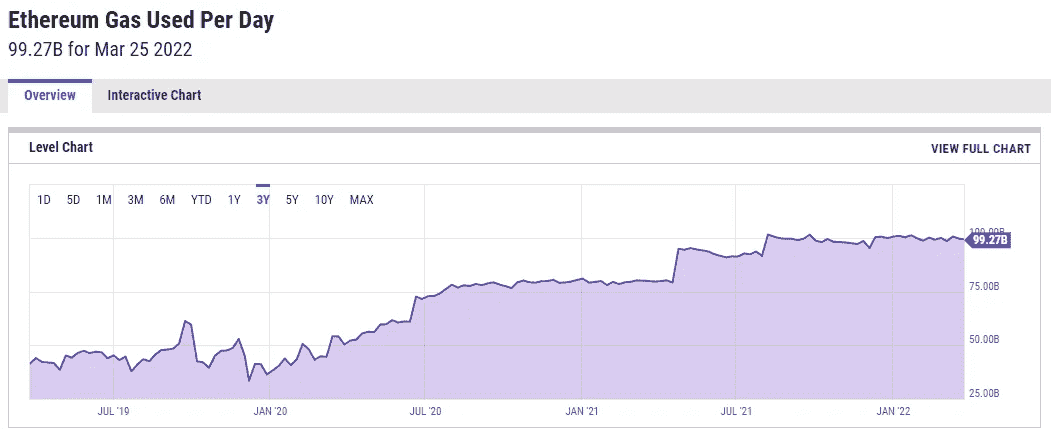 Ethereum Gas Used Per Day
99.27B for Mar 25 2022
Overview Interactive Chart
Level Chart VIEW FULL CHART
1D 5D 1M 3M 6M YTD 1Y 3Y 5Y 10Y MAX
100.00B
99.27B
75.00B
50.00B
25.00B
JUL '19 JAN '20 JUL '20 JAN '21 JUL '21 JAN '22